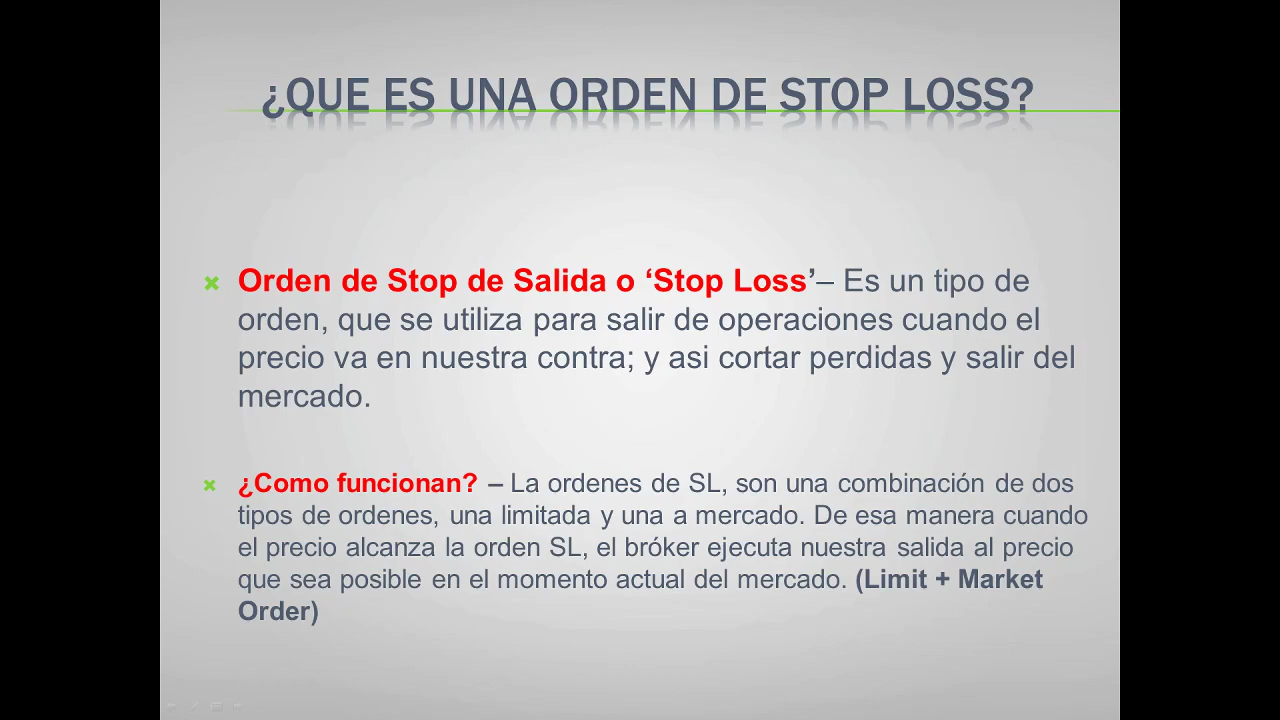 ¿QUE ES UNA ORDEN DE STOP LOSS?
Orden de Stop de Salida o ‘Stop Loss’– Es un tipo de
orden, que se utiliza para salir de operaciones cuando el
precio va en nuestra contra; y asi cortar perdidas y salir del
mercado.
¿Como funcionan? – La ordenes de SL, son una combinación de dos
tipos de ordenes, una limitada y una a mercado. De esa manera cuando
el precio alcanza la orden SL, el bróker ejecuta nuestra salida al precio
que sea posible en el momento actual del mercado. (Limit + Market
Order)